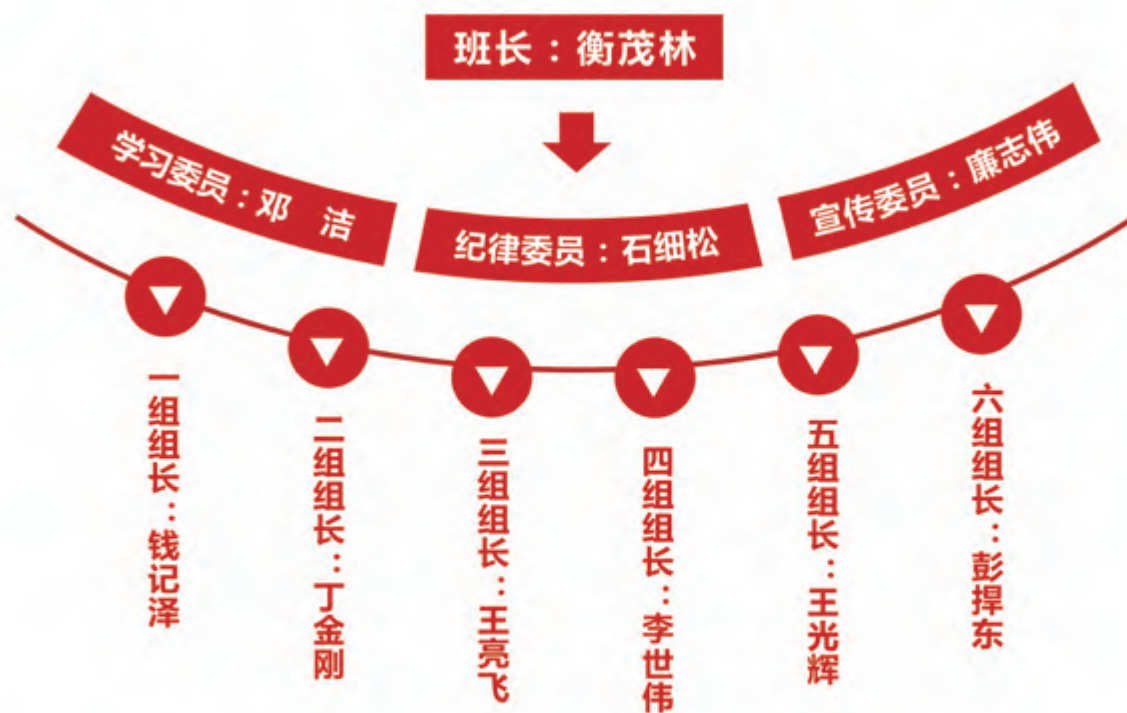 班长：衡茂林
学习委员：邓　洁
纪律委员：石细松
宣传委员：廉志伟
一组组长：钱记泽
二组组长：丁金刚
三组组长：王亮飞
四组组长：李世伟
五组组长：王光辉
六组组长：彭捍东